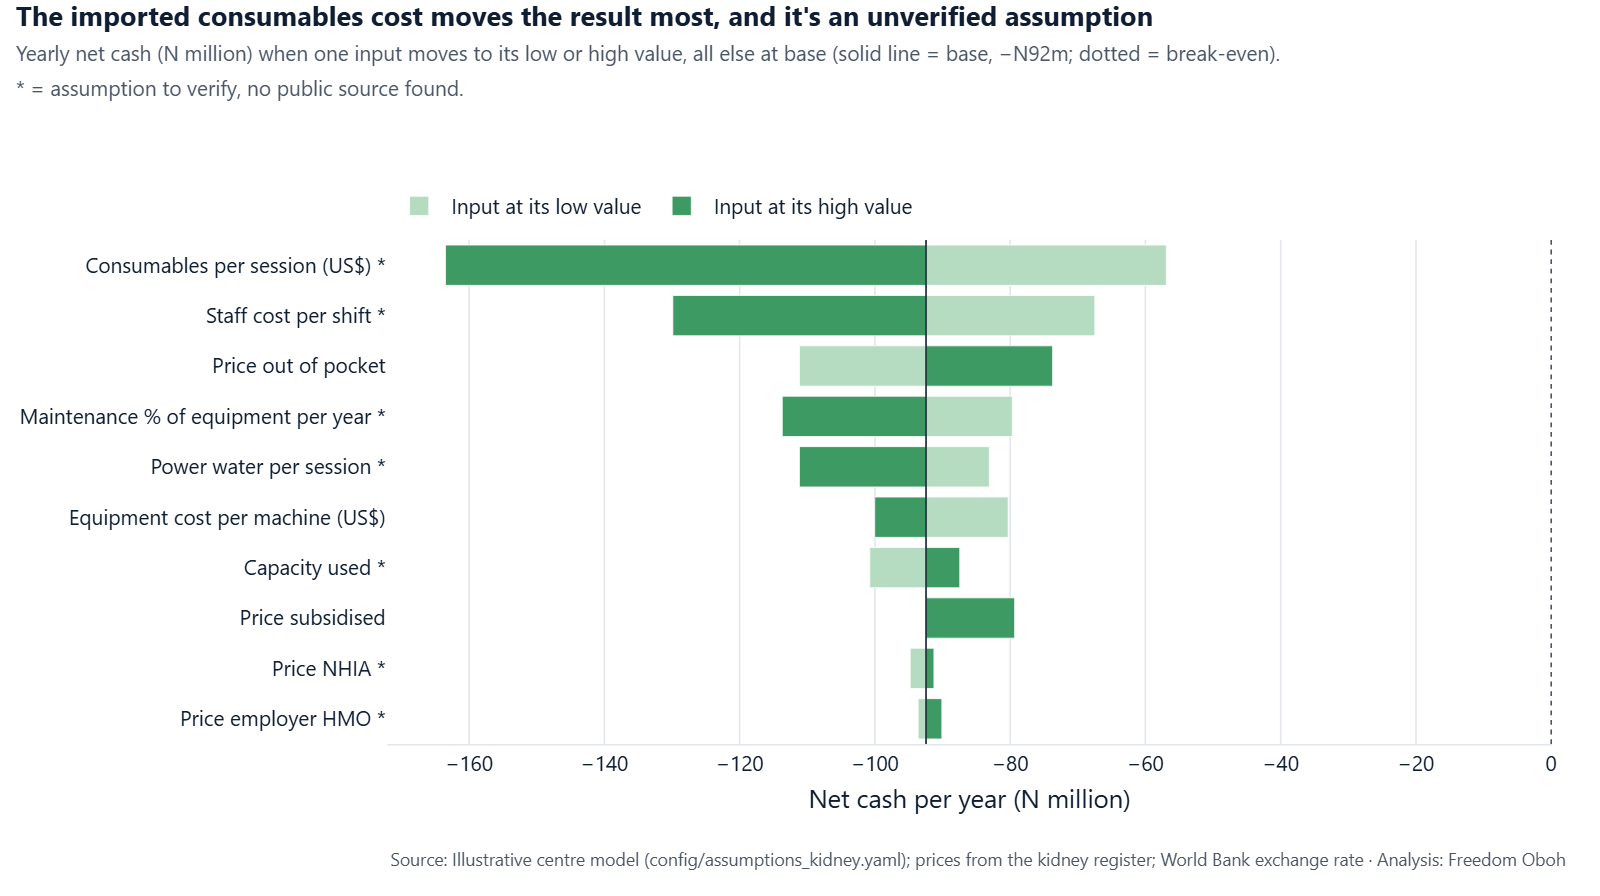 The imported consumables cost moves the result most, and it's an unverified assumption
Yearly net cash (N million) when one input moves to its low or high value, all else at base (solid line = base, −N92m; dotted = break-even).
* = assumption to verify, no public source found.
Input at its low value
Input at its high value
Consumables per session (US$) *
Staff cost per shift *
Price out of pocket
Maintenance % of equipment per year *
Power water per session *
Equipment cost per machine (US$)
Capacity used *
Price subsidised
Price NHIA *
Price employer HMO *
−160 −140 −120 −100 −80 −60 −40 −20 0
Net cash per year (N million)
Source: Illustrative centre model (config/assumptions_kidney.yaml); prices from the kidney register; World Bank exchange rate · Analysis: Freedom Oboh